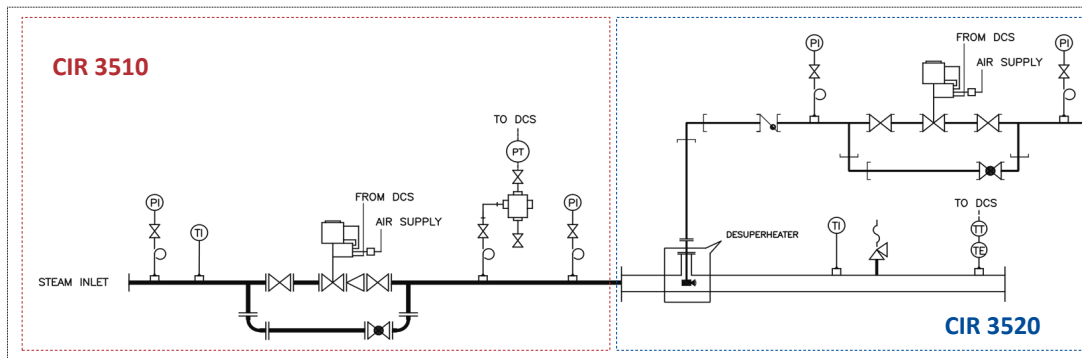 CIR 3510
STEAM INLET
PI
TI
FROM DCS
AIR SUPPLY
TO DCS
PT
PI
PI
FROM DCS
AIR SUPPLY
PI
DESUPERHEATER
TI
TO DCS
TT
TE
CIR 3520